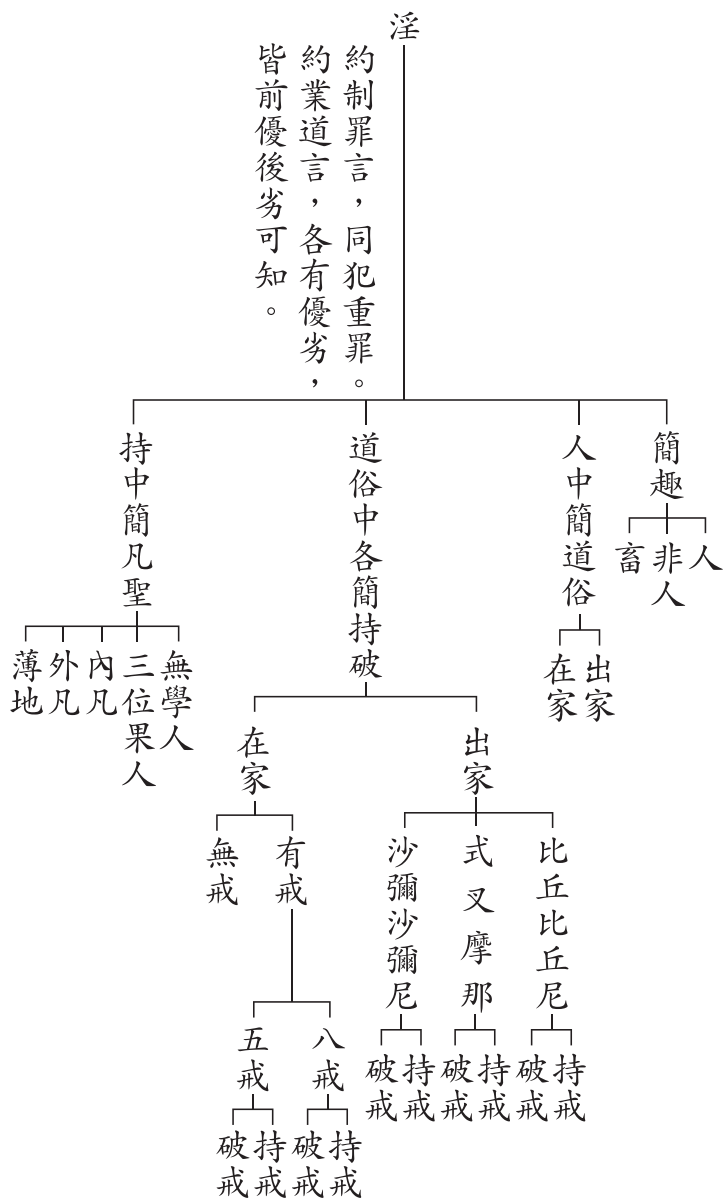 淫
約制罪言，同犯重罪。
約業道言，各有優劣，
皆前優後劣可知。
簡趣
人
非人
畜
人中簡道俗
出家
在家
道俗中各簡持破
出家
比丘比丘尼
持戒
破戒
式叉摩那
持戒
破戒
沙彌沙彌尼
持戒
破戒
在家
有戒
八戒
持戒
破戒
五戒
持戒
破戒
無戒
持中簡凡聖
無學人
三位果人
內凡
外凡
薄地